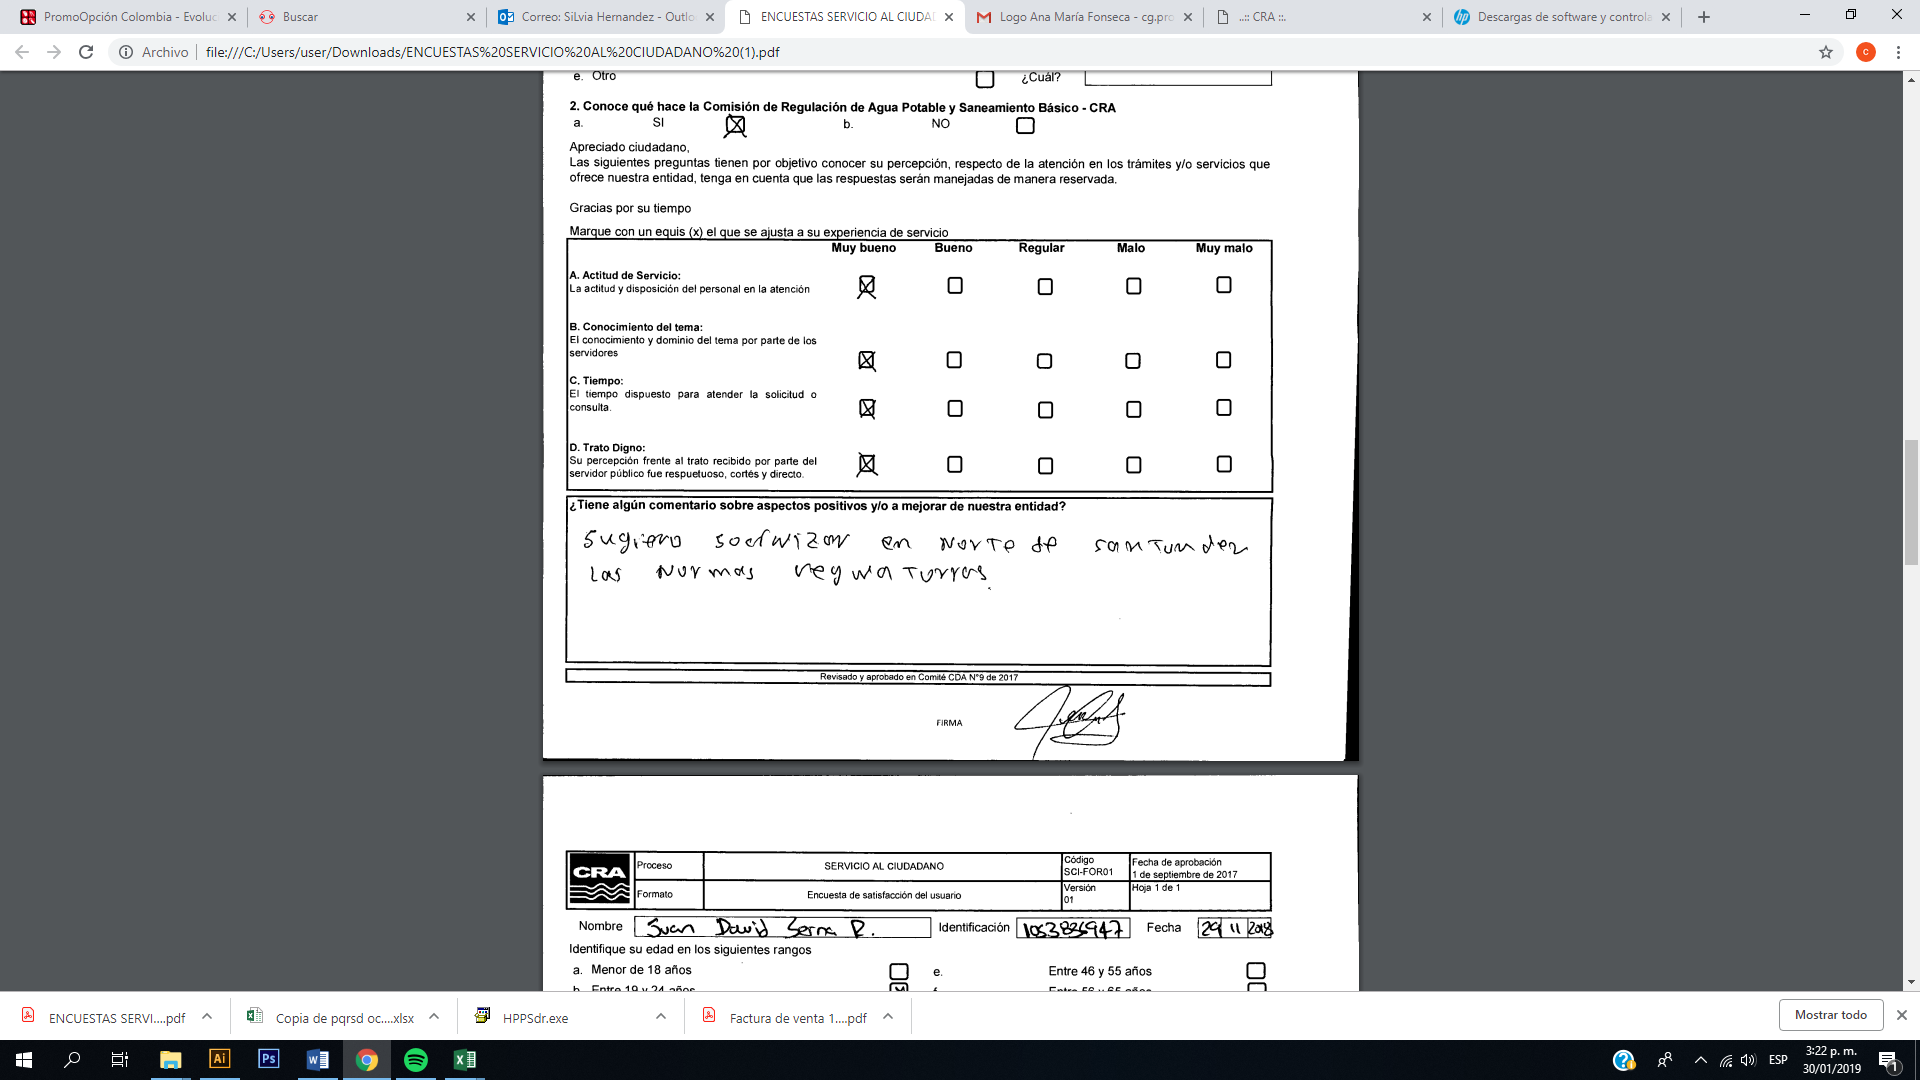 PromoOpción Colombia - Evoluc
Buscar
Correo: SiLvia Hernandez - Outlo
ENCUESTAS SERVICIO AL CIUDAD
Logo Ana María Fonseca - cg.pro
..:: CRA ::.
Descargas de software y controla
Archivo
file:///C:/Users/user/Downloads/ENCUESTAS%20SERVICIO%20AL%20CIUDADANO%20(1).pdf
c
e. Otro ¿Cuál?
2. Conoce qué hace la Comisión de Regulación de Agua Potable y Saneamiento Básico - CRA
a. SI b. NO
Apreciado ciudadano,
Las siguientes preguntas tienen por objetivo conocer su percepción, respecto de la atención en los trámites y/o servicios que
ofrece nuestra entidad, tenga en cuenta que las respuestas serán manejadas de manera reservada.
Gracias por su tiempo
Marque con un equis (x) el que se ajusta a su experiencia de servicio
Muy bueno Bueno Regular Malo Muy malo
A. Actitud de Servicio:
La actitud y disposición del personal en la atención
B. Conocimiento del tema:
El conocimiento y dominio del tema por parte de los
servidores
C. Tiempo:
El tiempo dispuesto para atender la solicitud o
consulta.
D. Trato Digno:
Su percepción frente al trato recibido por parte del
servidor público fue respuetuoso, cortés y directo.
¿Tiene algún comentario sobre aspectos positivos y/o a mejorar de nuestra entidad?
Sugiero en Norte de Santander
las Normas
Revisado y aprobado en Comité CDA N°9 de 2017
FIRMA
CRA
Proceso SERVICIO AL CIUDADANO Código SCI-FOR01 Fecha de aprobación 1 de septiembre de 2017
Formato Encuesta de satisfacción del usuario Versión 01 Hoja 1 de 1
Nombre Juan David Serna R. Identificación 1053836947 Fecha 29 11 2018
Identifique su edad en los siguientes rangos
a. Menor de 18 años e. Entre 46 y 55 años
b. Entre 19 y 24 años f. Entre 56 y 65 años
ENCUESTAS SERVI....pdf
Copia de pqrsd oc....xlsx
HPPSdr.exe
Factura de venta 1....pdf
Mostrar todo
Ai
Ps
ESP
3:22 p. m.
30/01/2019
1